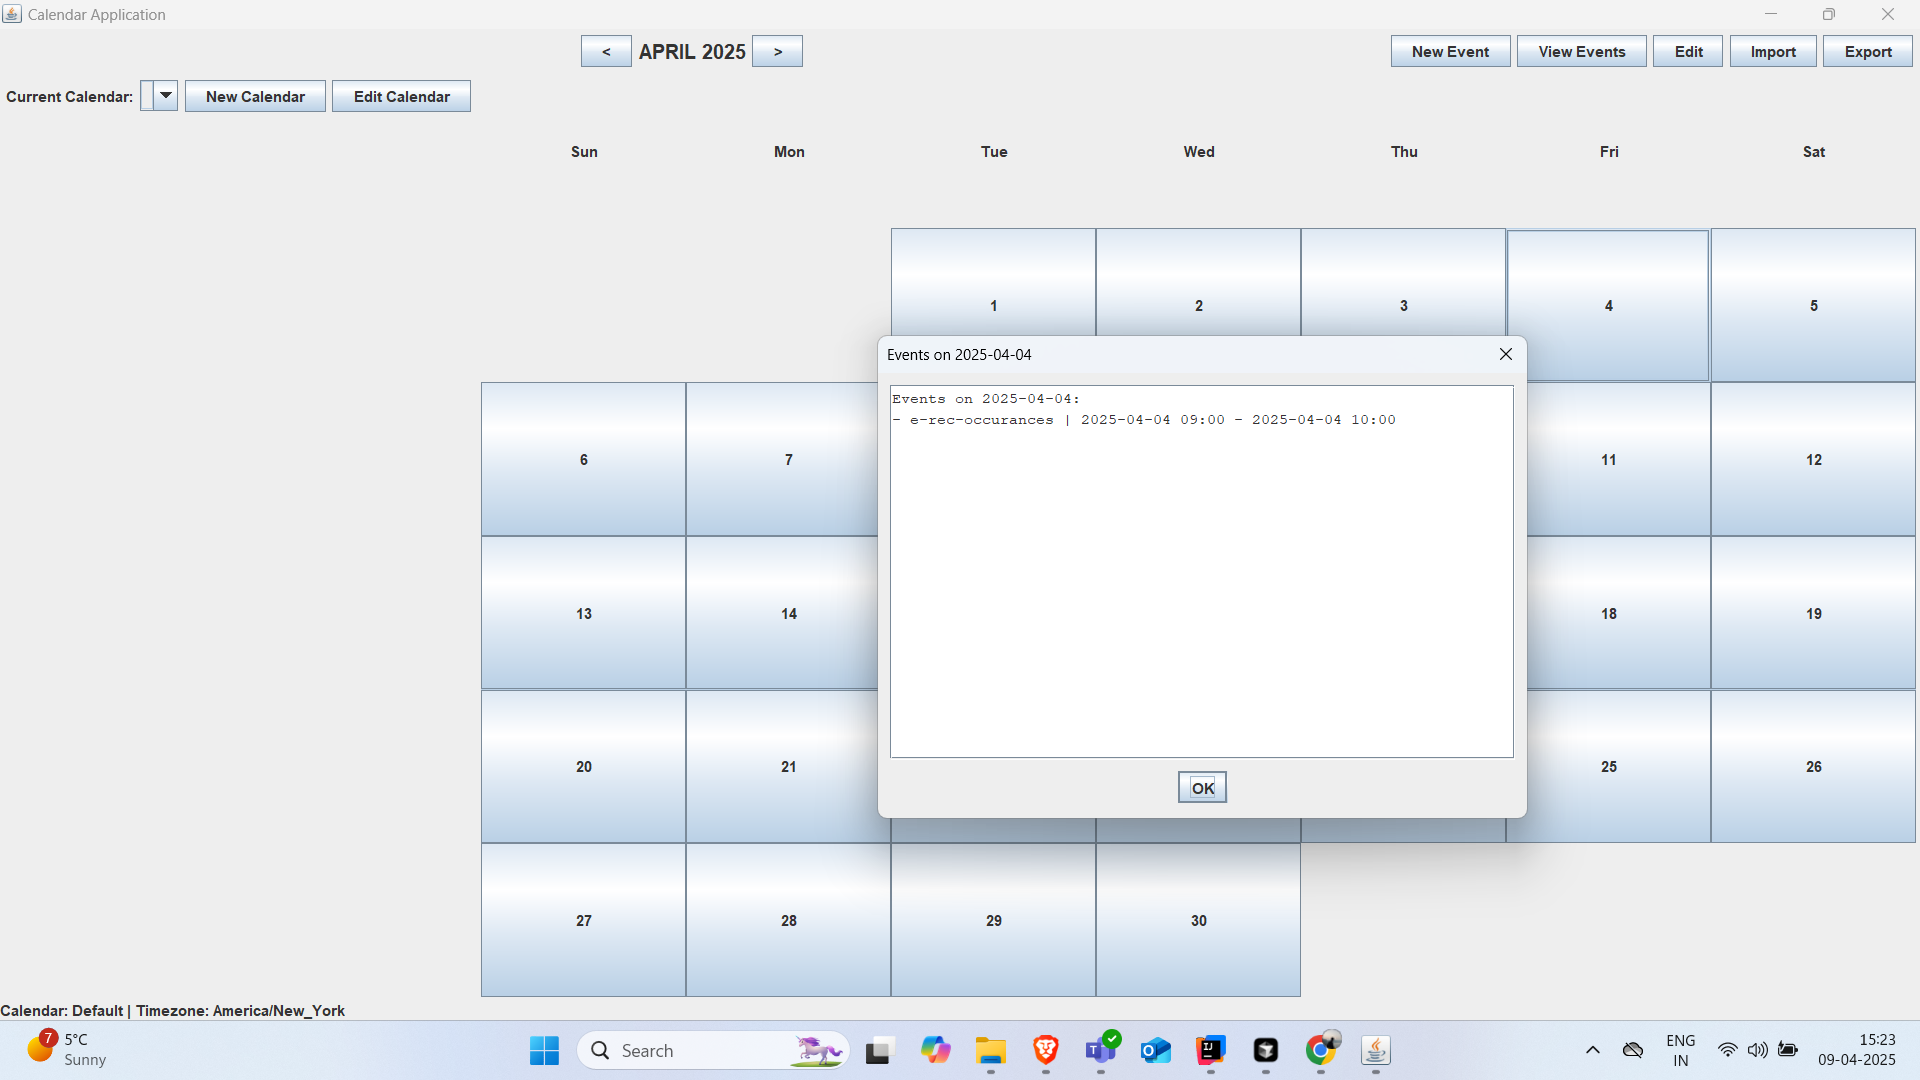 Calendar Application
< APRIL 2025 >
New Event View Events Edit Import Export
Current Calendar: New Calendar Edit Calendar
Sun Mon Tue Wed Thu Fri Sat
1 2 3 4 5
Events on 2025-04-04
Events on 2025-04-04:
- e-rec-occurances | 2025-04-04 09:00 - 2025-04-04 10:00
OK
6 7 11 12
13 14 18 19
20 21 25 26
27 28 29 30
Calendar: Default | Timezone: America/New_York
7 5°C
Sunny
Search
ENG
IN
15:23
09-04-2025